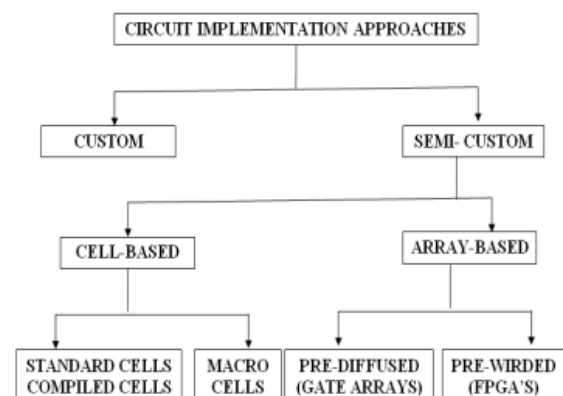 CIRCUIT IMPLEMENTATION APPROACHES
CUSTOM
SEMI- CUSTOM
CELL-BASED
ARRAY-BASED
STANDARD CELLS
COMPILED CELLS
MACRO
CELLS
PRE-DIFFUSED
(GATE ARRAYS)
PRE-WIRDED
(FPGA'S)